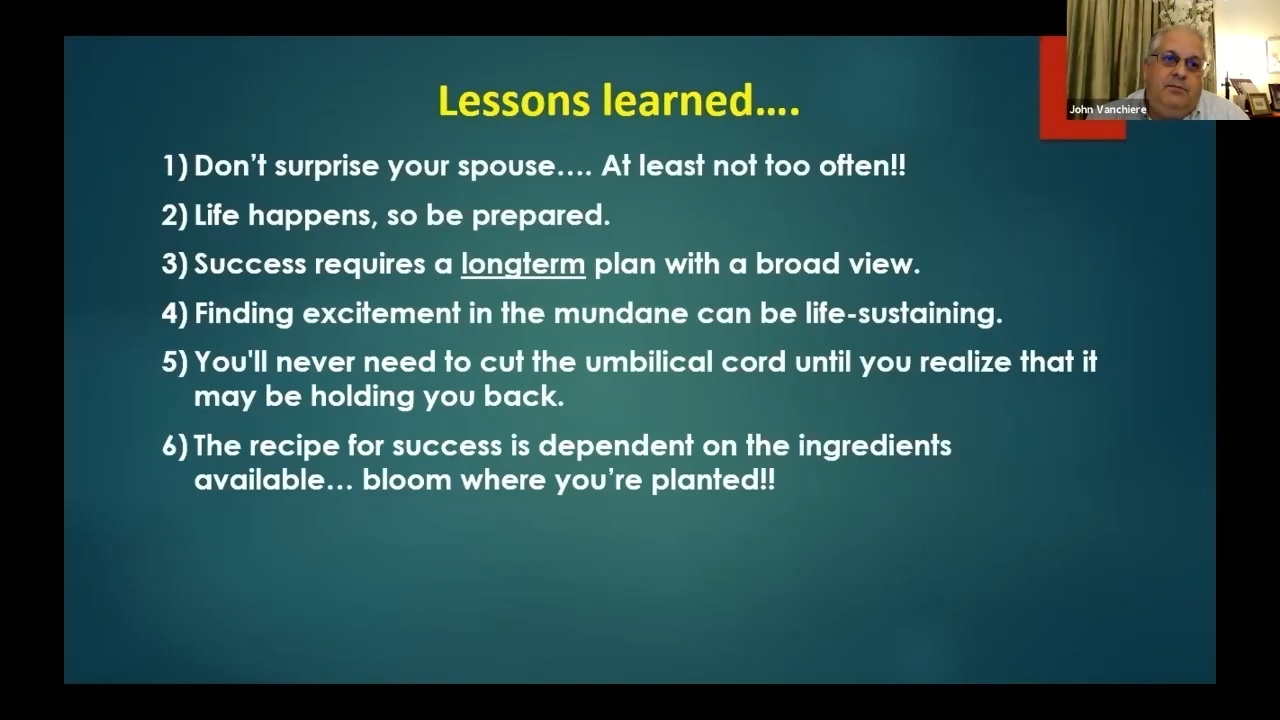 Lessons learned....
John Vanchiere
1) Don't surprise your spouse.... At least not too often!!
2) Life happens, so be prepared.
3) Success requires a longterm plan with a broad view.
4) Finding excitement in the mundane can be life-sustaining.
5) You'll never need to cut the umbilical cord until you realize that it
may be holding you back.
6) The recipe for success is dependent on the ingredients
available... bloom where you're planted!!